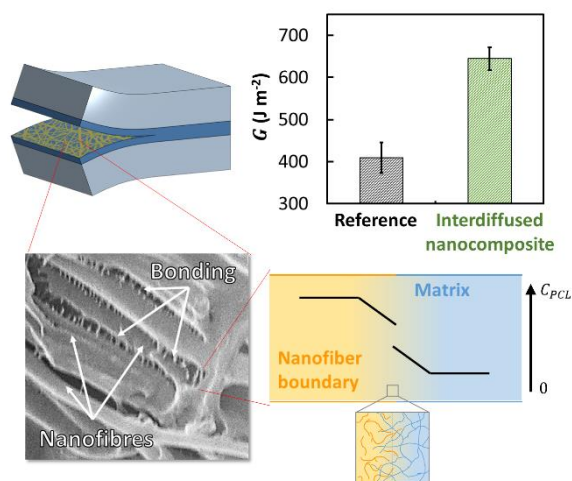 700
600
500
400
300
G (J m-2)
Reference
Interdiffused
nanocomposite
Bonding
Nanofibres
Matrix
Nanofiber
boundary
C_PCL
0